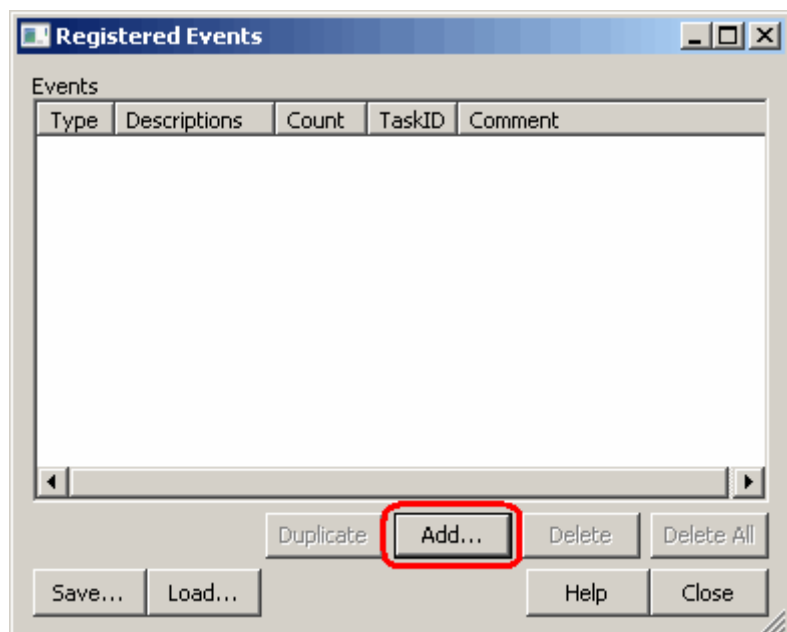 Registered Events
Events
Type Descriptions Count TaskID Comment
Duplicate Add... Delete Delete All
Save... Load... Help Close